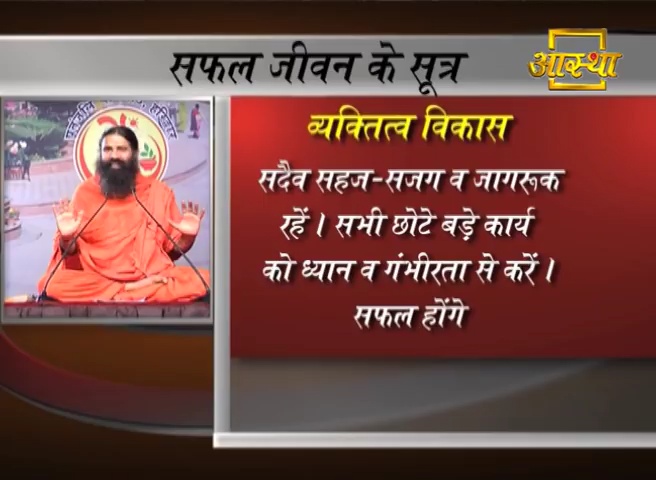 सफल जीवन के सूत्र
आस्था
व्यक्तित्व विकास
सदैव सहज-सजग व जागरूक
रहें । सभी छोटे बड़े कार्य
को ध्यान व गंभीरता से करें ।
सफल होंगे